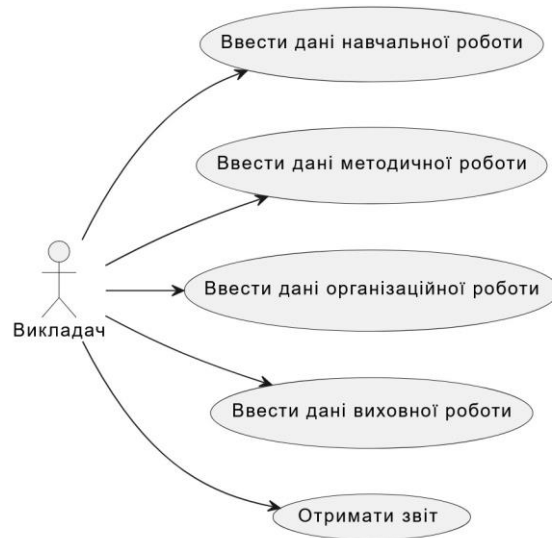 Ввести дані навчальної роботи
Ввести дані методичної роботи
Ввести дані організаційної роботи
Викладач
Ввести дані виховної роботи
Отримати звіт